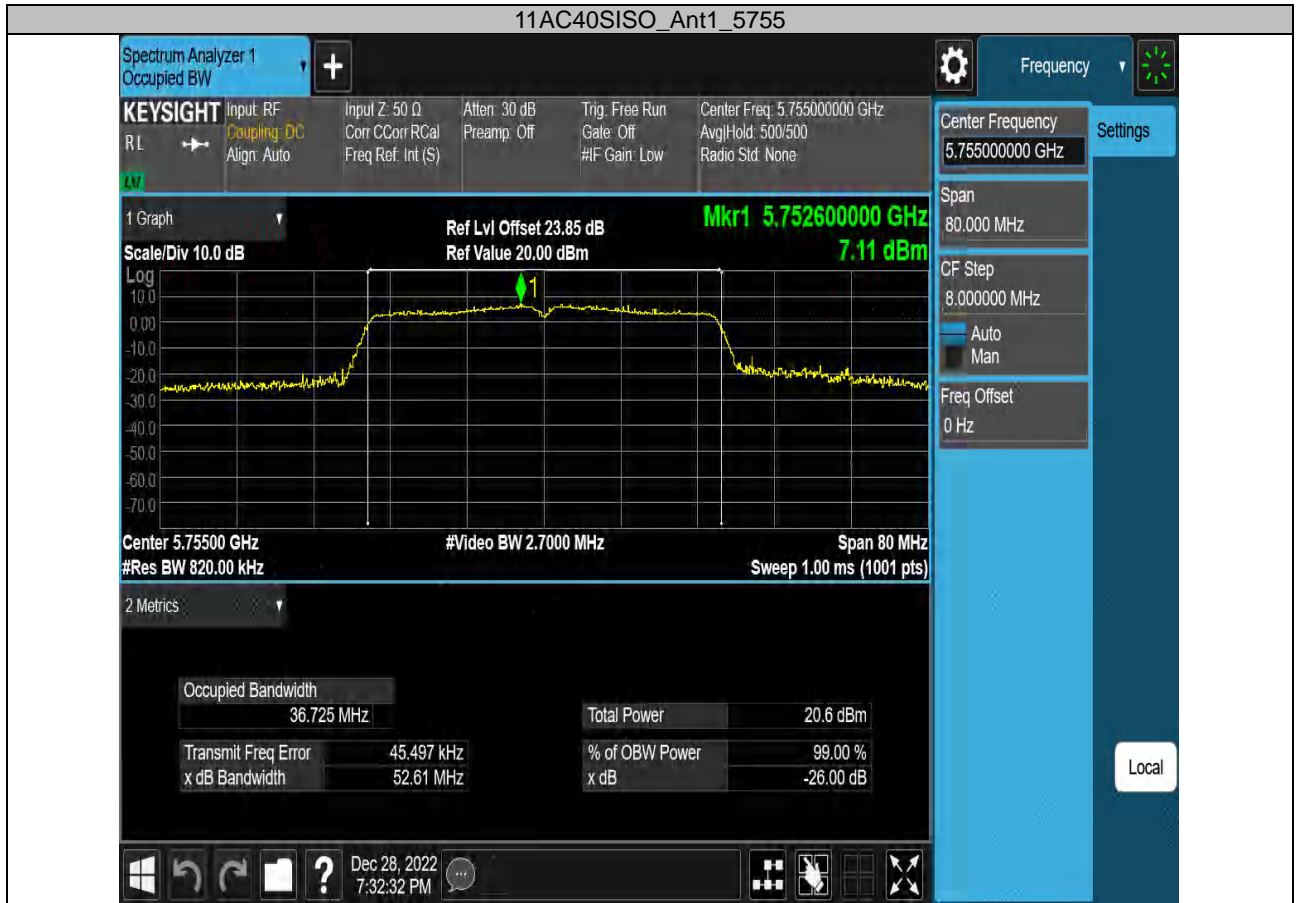 11AC40SISO_Ant1_5755
Spectrum Analyzer 1
Occupied BW
Frequency
KEYSIGHT
RL
Input: RF
Coupling: DC
Align: Auto
Input Z: 50 Ω
Corr CCorr RCal
Freq Ref: Int (S)
Atten: 30 dB
Preamp: Off
Trig: Free Run
Gate: Off
#IF Gain: Low
Center Freq: 5.755000000 GHz
Avg|Hold: 500/500
Radio Std: None
Center Frequency
5.755000000 GHz
Settings
Span
80.000 MHz
CF Step
8.000000 MHz
Auto
Man
Freq Offset
0 Hz
1 Graph
Scale/Div 10.0 dB
Ref Lvl Offset 23.85 dB
Ref Value 20.00 dBm
Mkr1 5.752600000 GHz
7.11 dBm
Log
10.0
0.00
-10.0
-20.0
-30.0
-40.0
-50.0
-60.0
-70.0
1
Center 5.75500 GHz
#Res BW 820.00 kHz
#Video BW 2.7000 MHz
Span 80 MHz
Sweep 1.00 ms (1001 pts)
2 Metrics
Occupied Bandwidth
36.725 MHz
Total Power 20.6 dBm
Transmit Freq Error 45.497 kHz
% of OBW Power 99.00 %
x dB Bandwidth 52.61 MHz
x dB -26.00 dB
Local
Dec 28, 2022
7:32:32 PM